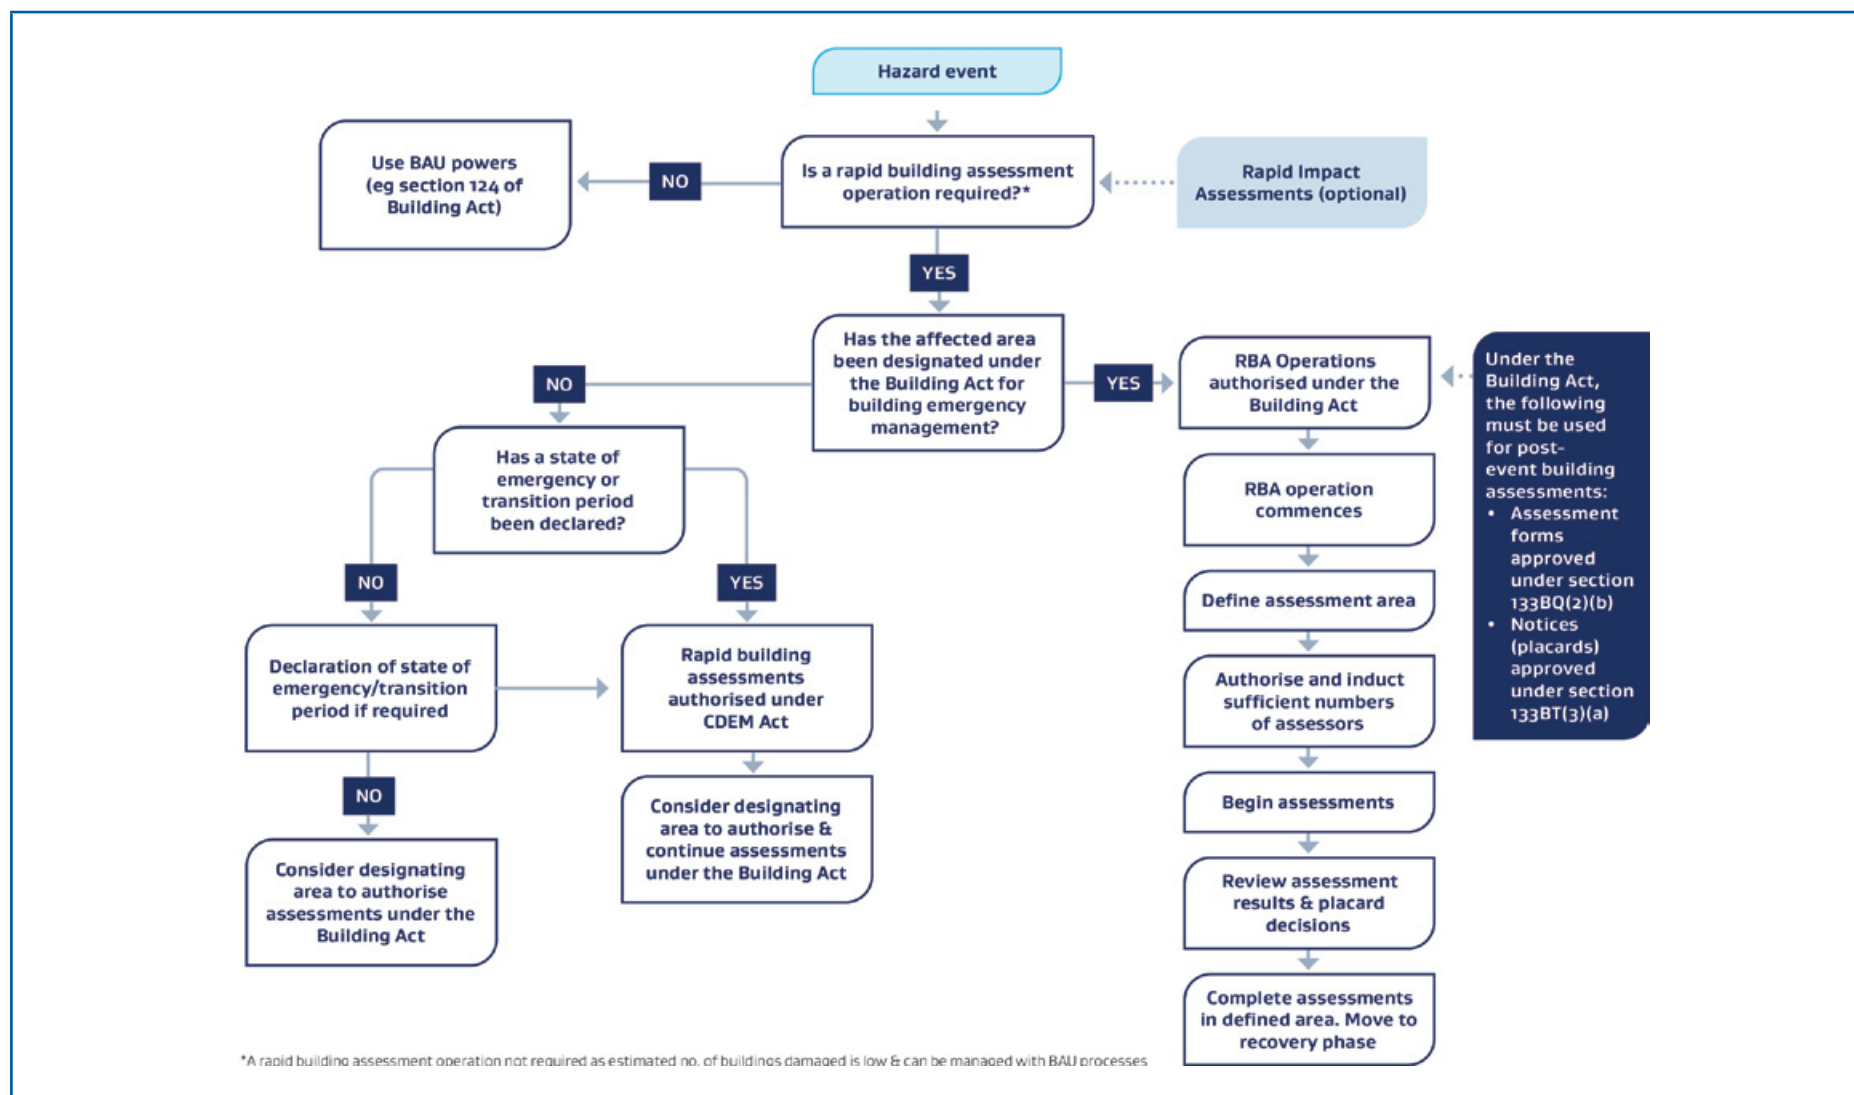 Hazard event
Use BAU powers
(eg section 124 of
Building Act)
NO
Is a rapid building assessment
operation required?*
Rapid Impact
Assessments (optional)
YES
Has the affected area
been designated under
the Building Act for
building emergency
management?
NO
YES
RBA Operations
authorised under the
Building Act
Under the
Building Act,
the following
must be used
for post-
event building
assessments:
• Assessment
forms
approved
under section
133BQ(2)(b)
• Notices
(placards)
approved
under section
133BT(3)(a)
Has a state of
emergency or
transition period
been declared?
RBA operation
commences
NO
YES
Define assessment area
Declaration of state of
emergency/transition
period if required
Rapid building
assessments
authorised under
CDEM Act
Authorise and induct
sufficient numbers
of assessors
NO
Consider designating
area to authorise &
continue assessments
under the Building Act
Begin assessments
Consider designating
area to authorise
assessments under the
Building Act
Review assessment
results & placard
decisions
Complete assessments
in defined area. Move to
recovery phase
*A rapid building assessment operation not required as estimated no. of buildings damaged is low & can be managed with BAU processes